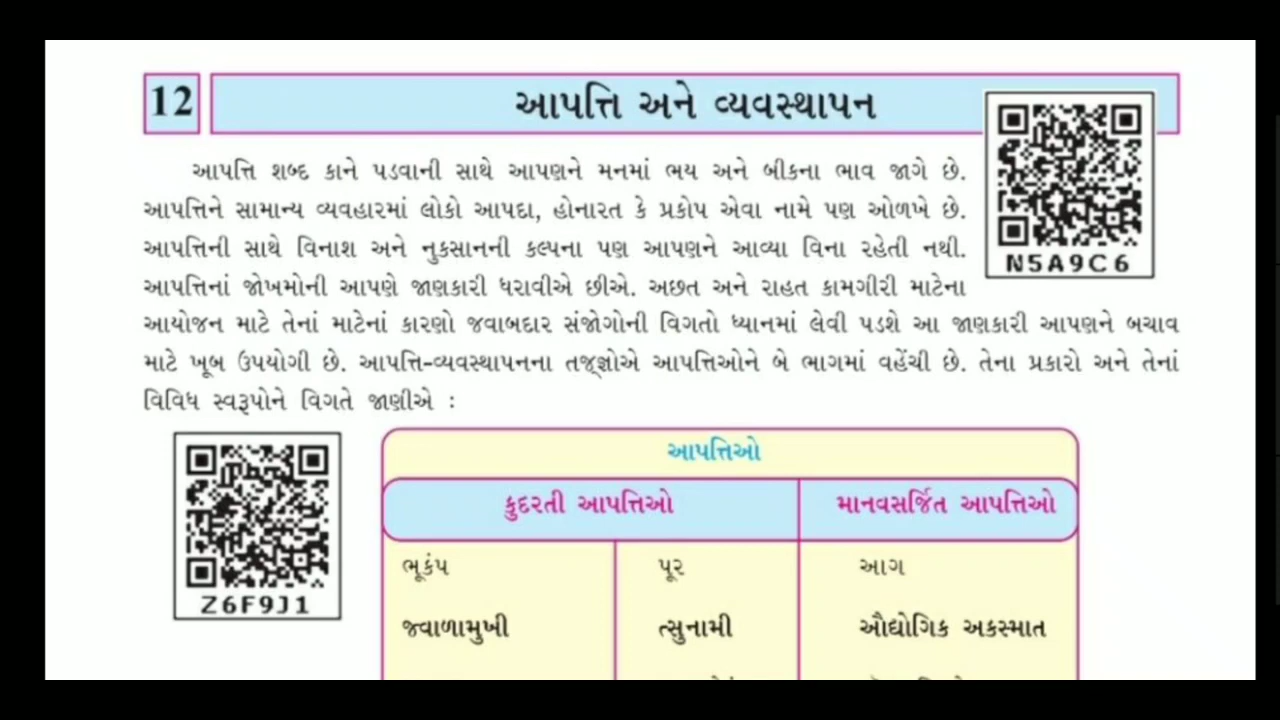 12
આપત્તિ અને વ્યવસ્થાપન
આપત્તિ શબ્દ કાને પડવાની સાથે આપણને મનમાં ભય અને બીકના ભાવ જાગે છે.
આપત્તિને સામાન્ય વ્યવહારમાં લોકો આપદા, હોનારત કે પ્રકોપ એવા નામે પણ ઓળખે છે.
આપત્તિની સાથે વિનાશ અને નુકસાનની કલ્પના પણ આપણને આવ્યા વિના રહેતી નથી.
આપત્તિનાં જોખમોની આપણે જાણકારી ધરાવીએ છીએ. અછત અને રાહત કામગીરી માટેના
N5A9C6
આયોજન માટે તેનાં માટેનાં કારણો જવાબદાર સંજોગોની વિગતો ધ્યાનમાં લેવી પડશે આ જાણકારી આપણને બચાવ
માટે ખૂબ ઉપયોગી છે. આપત્તિ-વ્યવસ્થાપનના તજ્જ્ઞોએ આપત્તિઓને બે ભાગમાં વહેંચી છે. તેના પ્રકારો અને તેનાં
વિવિધ સ્વરૂપોને વિગતે જાણીએ :
Z6F9J1
આપત્તિઓ
કુદરતી આપત્તિઓ માનવસર્જિત આપત્તિઓ
ભૂકંપ પૂર આગ
જ્વાળામુખી ત્સુનામી ઔદ્યોગિક અકસ્માત